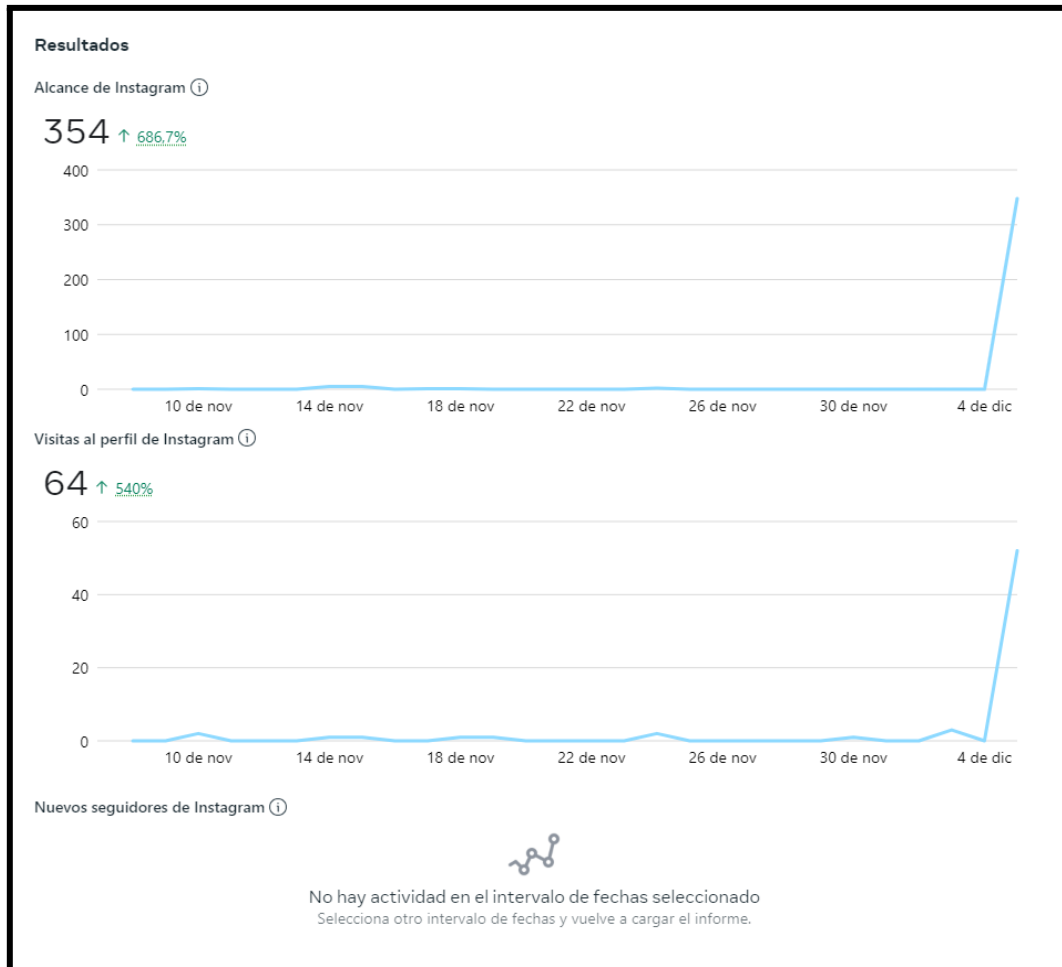 Resultados
Alcance de Instagram
354 ↑ 686,7%
400
300
200
100
0
10 de nov 14 de nov 18 de nov 22 de nov 26 de nov 30 de nov 4 de dic
Visitas al perfil de Instagram
64 ↑ 540%
60
40
20
0
10 de nov 14 de nov 18 de nov 22 de nov 26 de nov 30 de nov 4 de dic
Nuevos seguidores de Instagram
No hay actividad en el intervalo de fechas seleccionado
Selecciona otro intervalo de fechas y vuelve a cargar el informe.